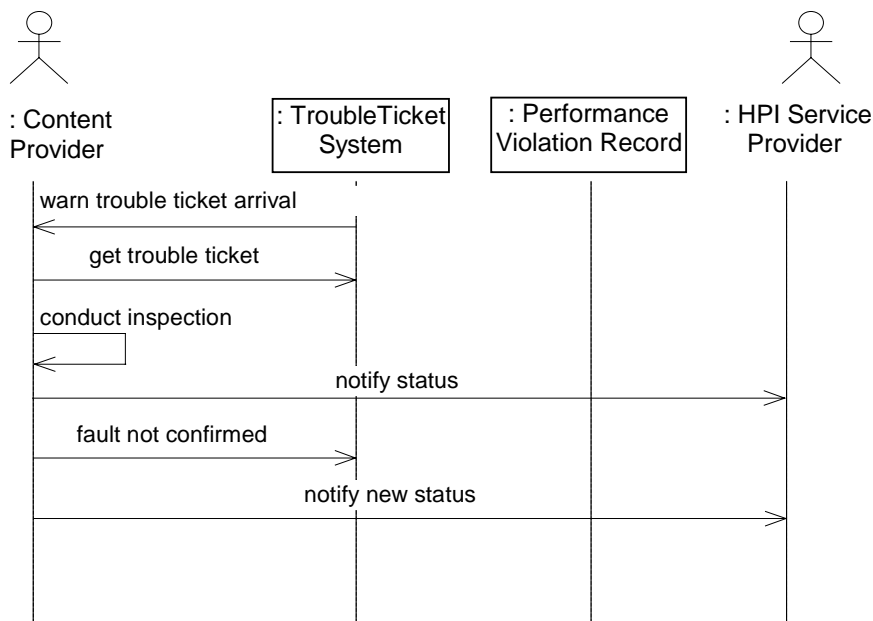 : Content
Provider
: TroubleTicket
System
: Performance
Violation Record
: HPI Service
Provider
warn trouble ticket arrival
get trouble ticket
conduct inspection
notify status
fault not confirmed
notify new status